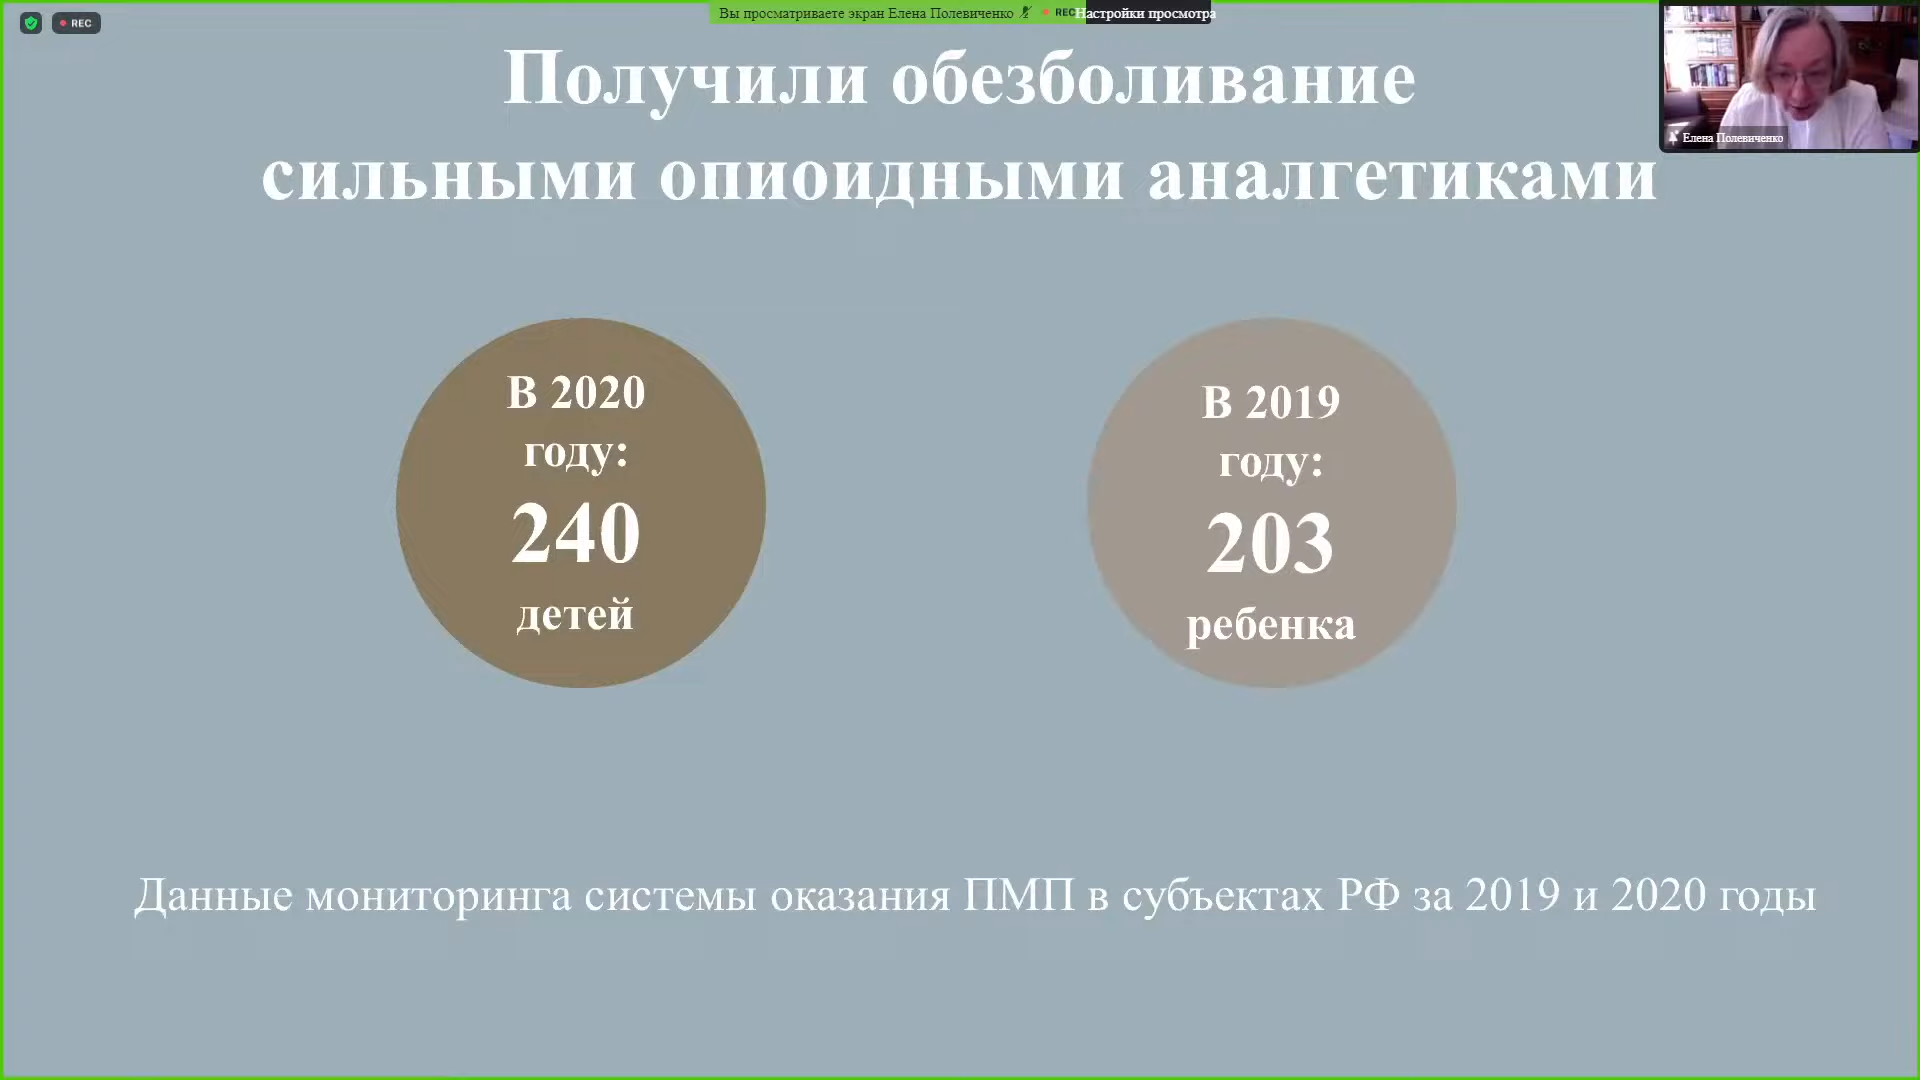 REC
Вы просматриваете экран Елена Полевиченко
REC
Настройки просмотра
Елена Полевиченко
Получили обезболивание
сильными опиоидными аналгетиками
В 2020
году:
240
детей
В 2019
году:
203
ребенка
Данные мониторинга системы оказания ПМП в субъектах РФ за 2019 и 2020 годы